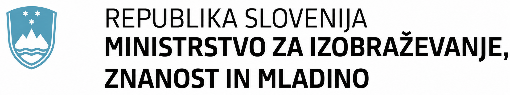 REPUBLIKA SLOVENIJA
MINISTRSTVO ZA IZOBRAŽEVANJE,
ZNANOST IN MLADINO